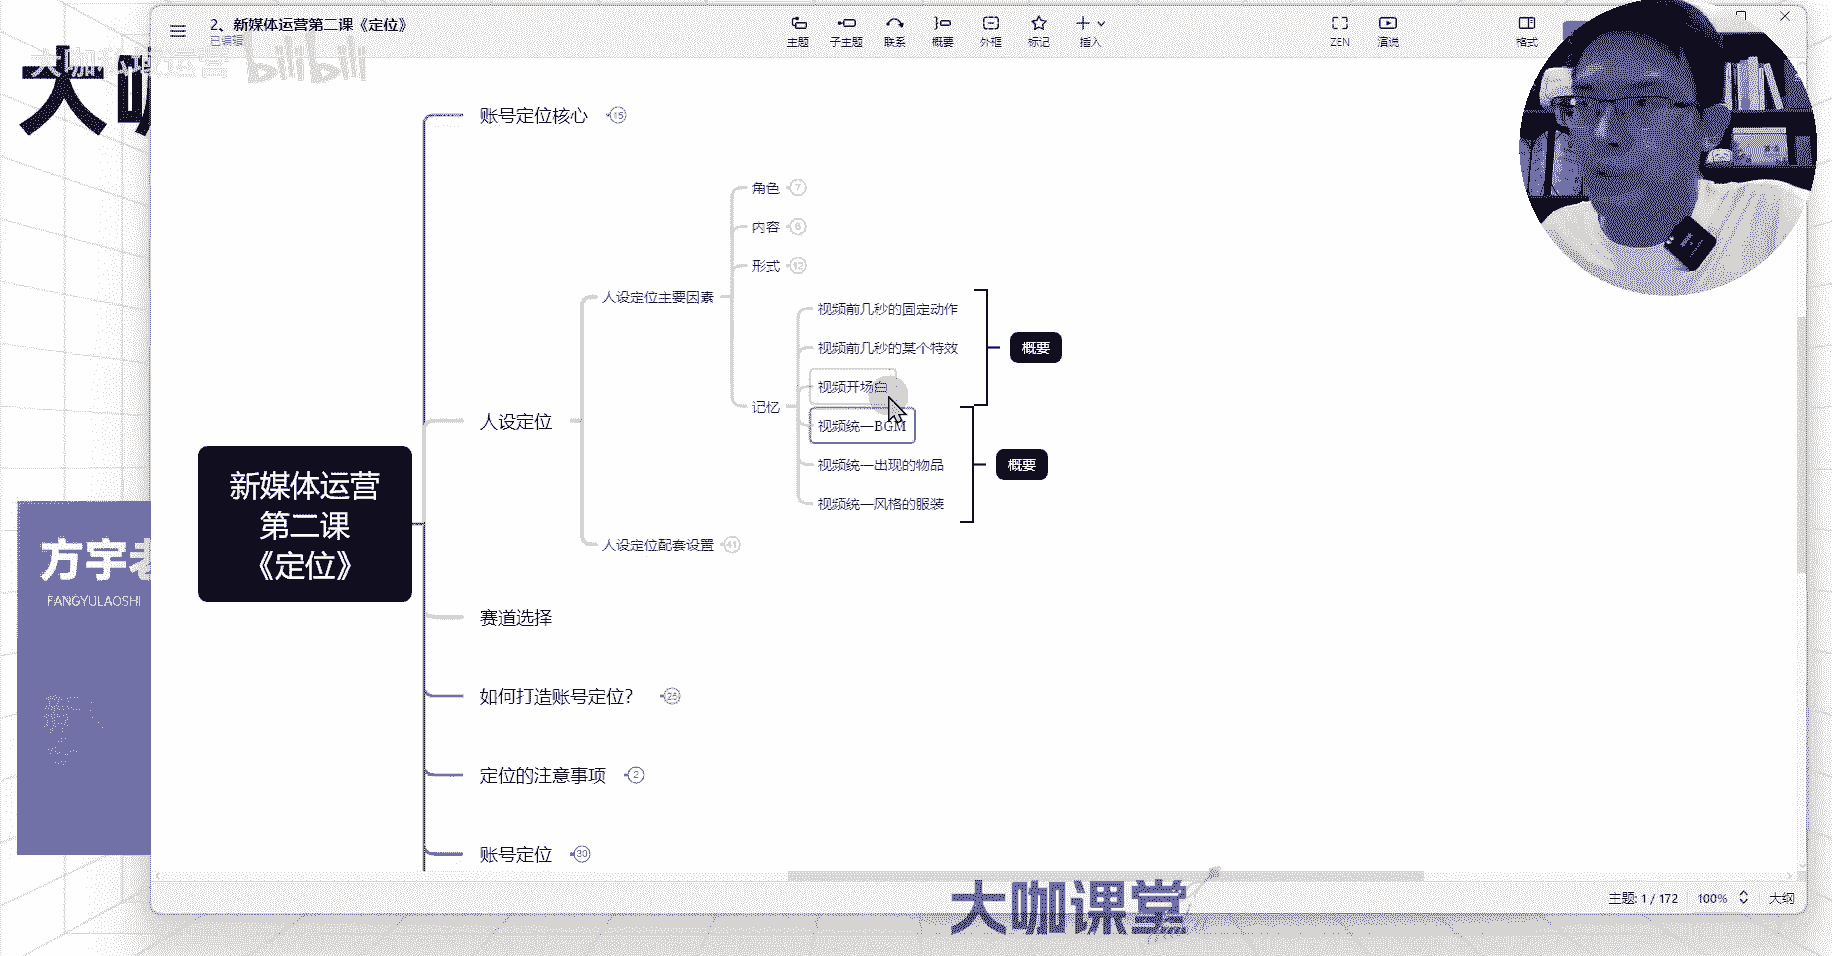 2、新媒体运营第二课《定位》
已编辑
主题
子主题
联系
概要
外框
标记
插入
ZEN
演说
格式
bilibili
大咖
账号定位核心
15
角色
7
内容
6
形式
12
人设定位主要因素
视频前几秒的固定动作
视频前几秒的某个特效
概要
视频开场白
记忆
人设定位
视频统一BGM
视频统一出现的物品
概要
视频统一风格的服装
新媒体运营
第二课
《定位》
人设定位配套设置
41
方宇老
FANGYULAOSHI
赛道选择
如何打造账号定位?
定位的注意事项
2
账号定位
30
主题: 1 / 172
100%
大纲
大咖课堂